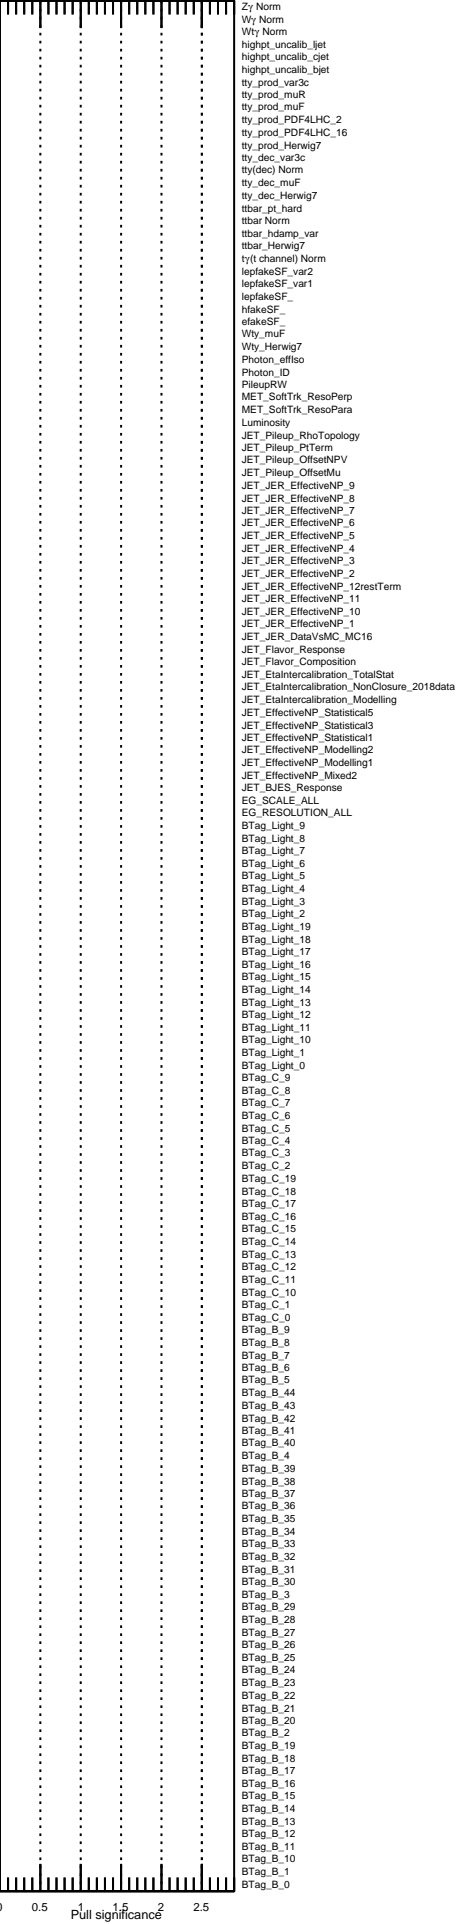 Zγ Norm
Wγ Norm
Wtγ Norm
highpt_uncalib_ljet
highpt_uncalib_cjet
highpt_uncalib_bjet
tty_prod_var3c
tty_prod_muR
tty_prod_muF
tty_prod_PDF4LHC_2
tty_prod_PDF4LHC_16
tty_prod_Herwig7
tty_dec_var3c
tty(dec) Norm
tty_dec_muF
tty_dec_Herwig7
ttbar_pt_hard
ttbar Norm
ttbar_hdamp_var
ttbar_Herwig7
tγ(t channel) Norm
lepfakeSF_var2
lepfakeSF_var1
lepfakeSF_
hfakeSF_
efakeSF_
Wty_muF
Wty_Herwig7
Photon_effIso
Photon_ID
PileupRW
MET_SoftTrk_ResoPerp
MET_SoftTrk_ResoPara
Luminosity
JET_Pileup_RhoTopology
JET_Pileup_PtTerm
JET_Pileup_OffsetNPV
JET_Pileup_OffsetMu
JET_JER_EffectiveNP_9
JET_JER_EffectiveNP_8
JET_JER_EffectiveNP_7
JET_JER_EffectiveNP_6
JET_JER_EffectiveNP_5
JET_JER_EffectiveNP_4
JET_JER_EffectiveNP_3
JET_JER_EffectiveNP_2
JET_JER_EffectiveNP_12restTerm
JET_JER_EffectiveNP_11
JET_JER_EffectiveNP_10
JET_JER_EffectiveNP_1
JET_JER_DataVsMC_MC16
JET_Flavor_Response
JET_Flavor_Composition
JET_EtaIntercalibration_TotalStat
JET_EtaIntercalibration_NonClosure_2018data
JET_EtaIntercalibration_Modelling
JET_EffectiveNP_Statistical5
JET_EffectiveNP_Statistical3
JET_EffectiveNP_Statistical1
JET_EffectiveNP_Modelling2
JET_EffectiveNP_Modelling1
JET_EffectiveNP_Mixed2
JET_BJES_Response
EG_SCALE_ALL
EG_RESOLUTION_ALL
BTag_Light_9
BTag_Light_8
BTag_Light_7
BTag_Light_6
BTag_Light_5
BTag_Light_4
BTag_Light_3
BTag_Light_2
BTag_Light_19
BTag_Light_18
BTag_Light_17
BTag_Light_16
BTag_Light_15
BTag_Light_14
BTag_Light_13
BTag_Light_12
BTag_Light_11
BTag_Light_10
BTag_Light_1
BTag_Light_0
BTag_C_9
BTag_C_8
BTag_C_7
BTag_C_6
BTag_C_5
BTag_C_4
BTag_C_3
BTag_C_2
BTag_C_19
BTag_C_18
BTag_C_17
BTag_C_16
BTag_C_15
BTag_C_14
BTag_C_13
BTag_C_12
BTag_C_11
BTag_C_10
BTag_C_1
BTag_C_0
BTag_B_9
BTag_B_8
BTag_B_7
BTag_B_6
BTag_B_5
BTag_B_44
BTag_B_43
BTag_B_42
BTag_B_41
BTag_B_40
BTag_B_4
BTag_B_39
BTag_B_38
BTag_B_37
BTag_B_36
BTag_B_35
BTag_B_34
BTag_B_33
BTag_B_32
BTag_B_31
BTag_B_30
BTag_B_3
BTag_B_29
BTag_B_28
BTag_B_27
BTag_B_26
BTag_B_25
BTag_B_24
BTag_B_23
BTag_B_22
BTag_B_21
BTag_B_20
BTag_B_2
BTag_B_19
BTag_B_18
BTag_B_17
BTag_B_16
BTag_B_15
BTag_B_14
BTag_B_13
BTag_B_12
BTag_B_11
BTag_B_10
BTag_B_1
BTag_B_0
0 0.5 1 1.5 2 2.5
Pull significance